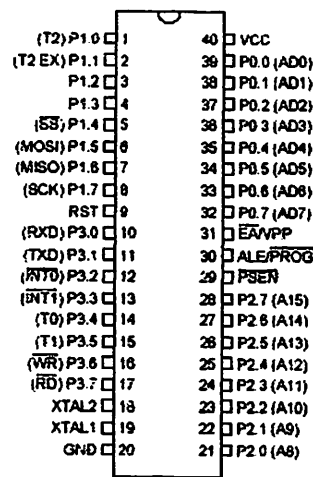 (T2) P1.0 1 40 VCC
(T2 EX) P1.1 2 39 P0.0 (AD0)
P1.2 3 38 P0.1 (AD1)
P1.3 4 37 P0.2 (AD2)
(SS) P1.4 5 36 P0.3 (AD3)
(MOSI) P1.5 6 35 P0.4 (AD4)
(MISO) P1.6 7 34 P0.5 (AD5)
(SCK) P1.7 8 33 P0.6 (AD6)
RST 9 32 P0.7 (AD7)
(RXD) P3.0 10 31 EA/VPP
(TXD) P3.1 11 30 ALE/PROG
(INT0) P3.2 12 29 PSEN
(INT1) P3.3 13 28 P2.7 (A15)
(T0) P3.4 14 27 P2.6 (A14)
(T1) P3.5 15 26 P2.5 (A13)
(WR) P3.6 16 25 P2.4 (A12)
(RD) P3.7 17 24 P2.3 (A11)
XTAL2 18 23 P2.2 (A10)
XTAL1 19 22 P2.1 (A9)
GND 20 21 P2.0 (A8)